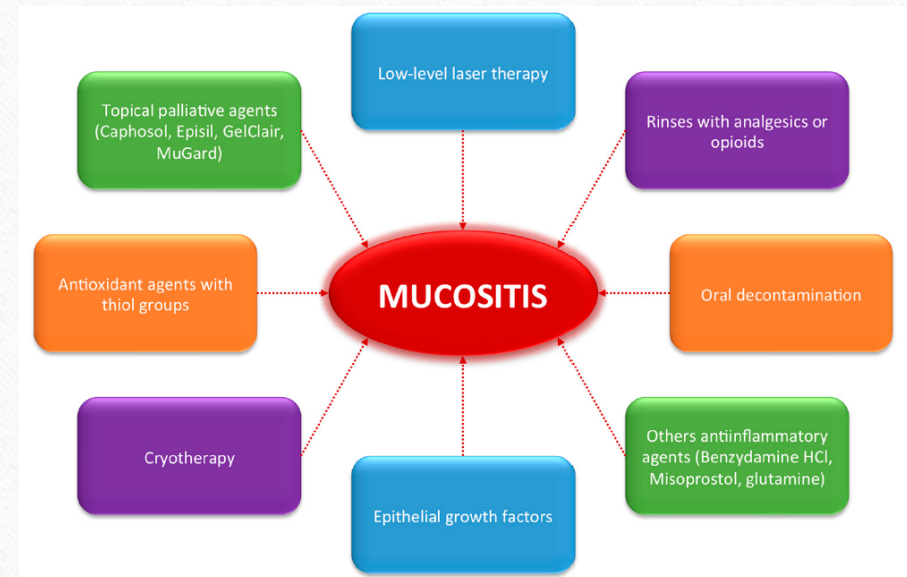 Low-level laser therapy
Topical palliative agents
(Caphosol, Episil, GelClair,
MuGard)
Rinses with analgesics or
opioids
Antioxidant agents with
thiol groups
MUCOSITIS
Oral decontamination
Cryotherapy
Others antiinflammatory
agents (Benzydamine HCl,
Misoprostol, glutamine)
Epithelial growth factors